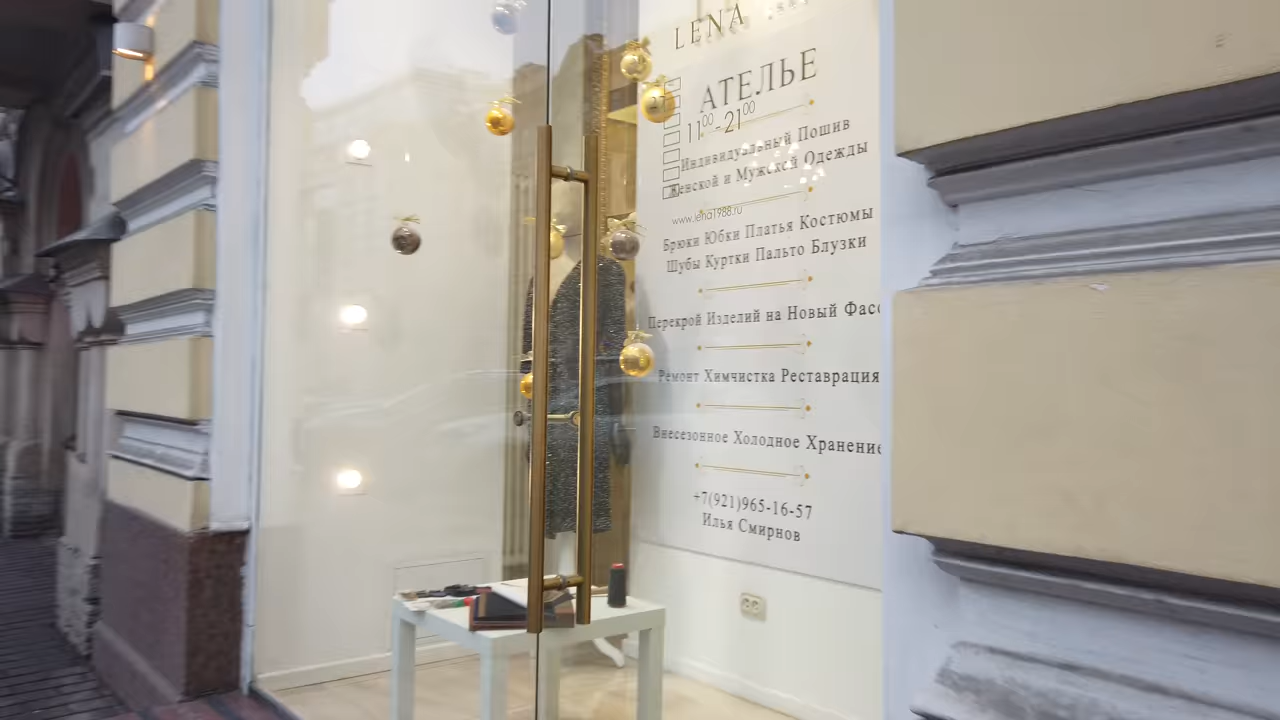 LENA
АТЕЛЬЕ
11⁰⁰ - 21⁰⁰
Индивидуальный Пошив
Женской и Мужской Одежды
www.lena1988.ru
Брюки Юбки Платья Костюмы
Шубы Куртки Пальто Блузки
Перекрой Изделий на Новый Фасо
Ремонт Химчистка Реставрация
Внесезонное Холодное Хранение
+7(921)965-16-57
Илья Смирнов